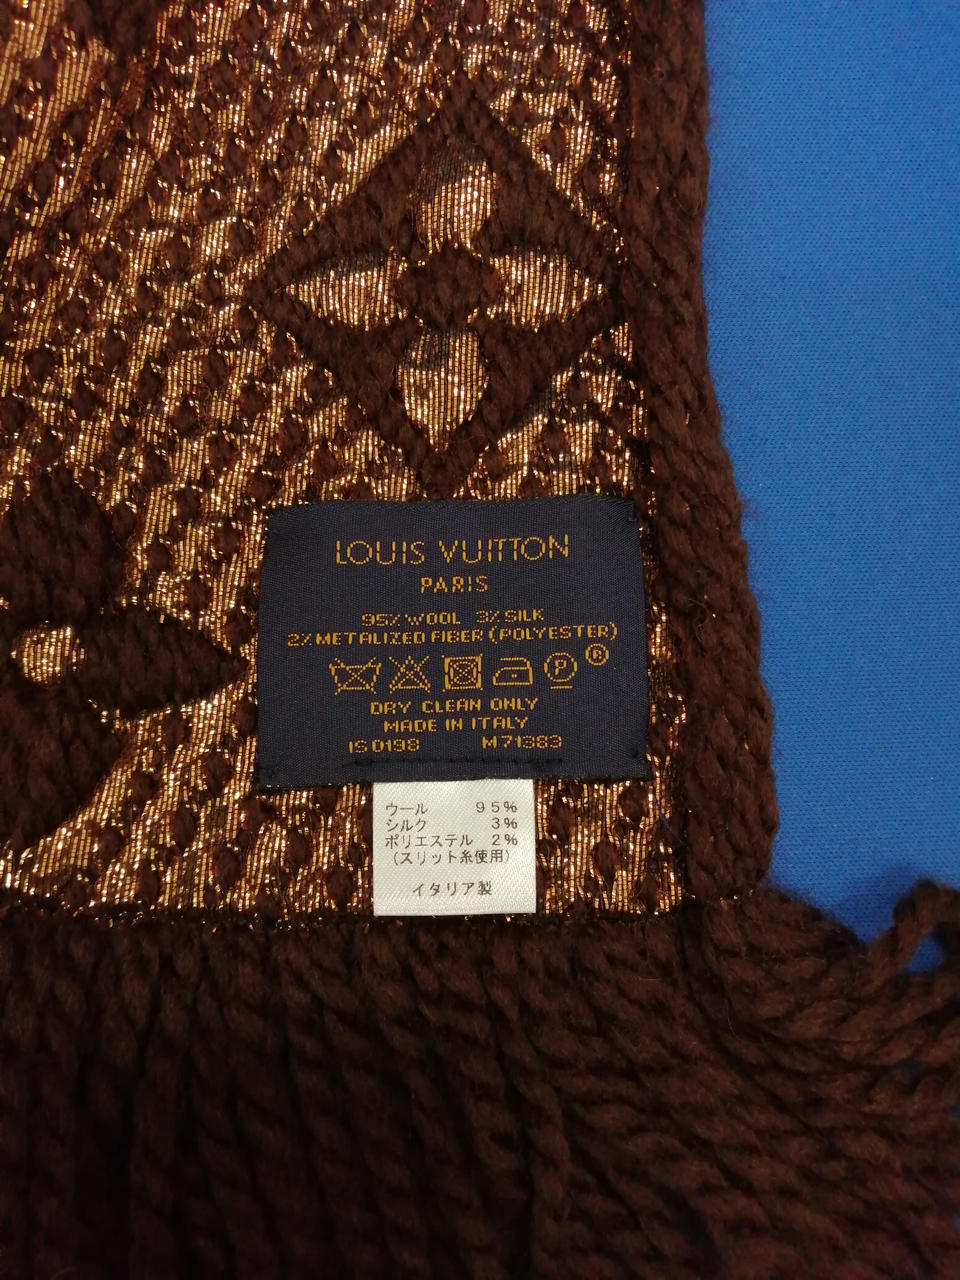 LOUIS VUITTON
PARIS
95% WOOL 3% SILK
2% METALIZED FIBER (POLYESTER)
P ®
DRY CLEAN ONLY
MADE IN ITALY
IS0198 M71383
ウール 95%
シルク 3%
ポリエステル 2%
(スリット糸使用)
イタリア製